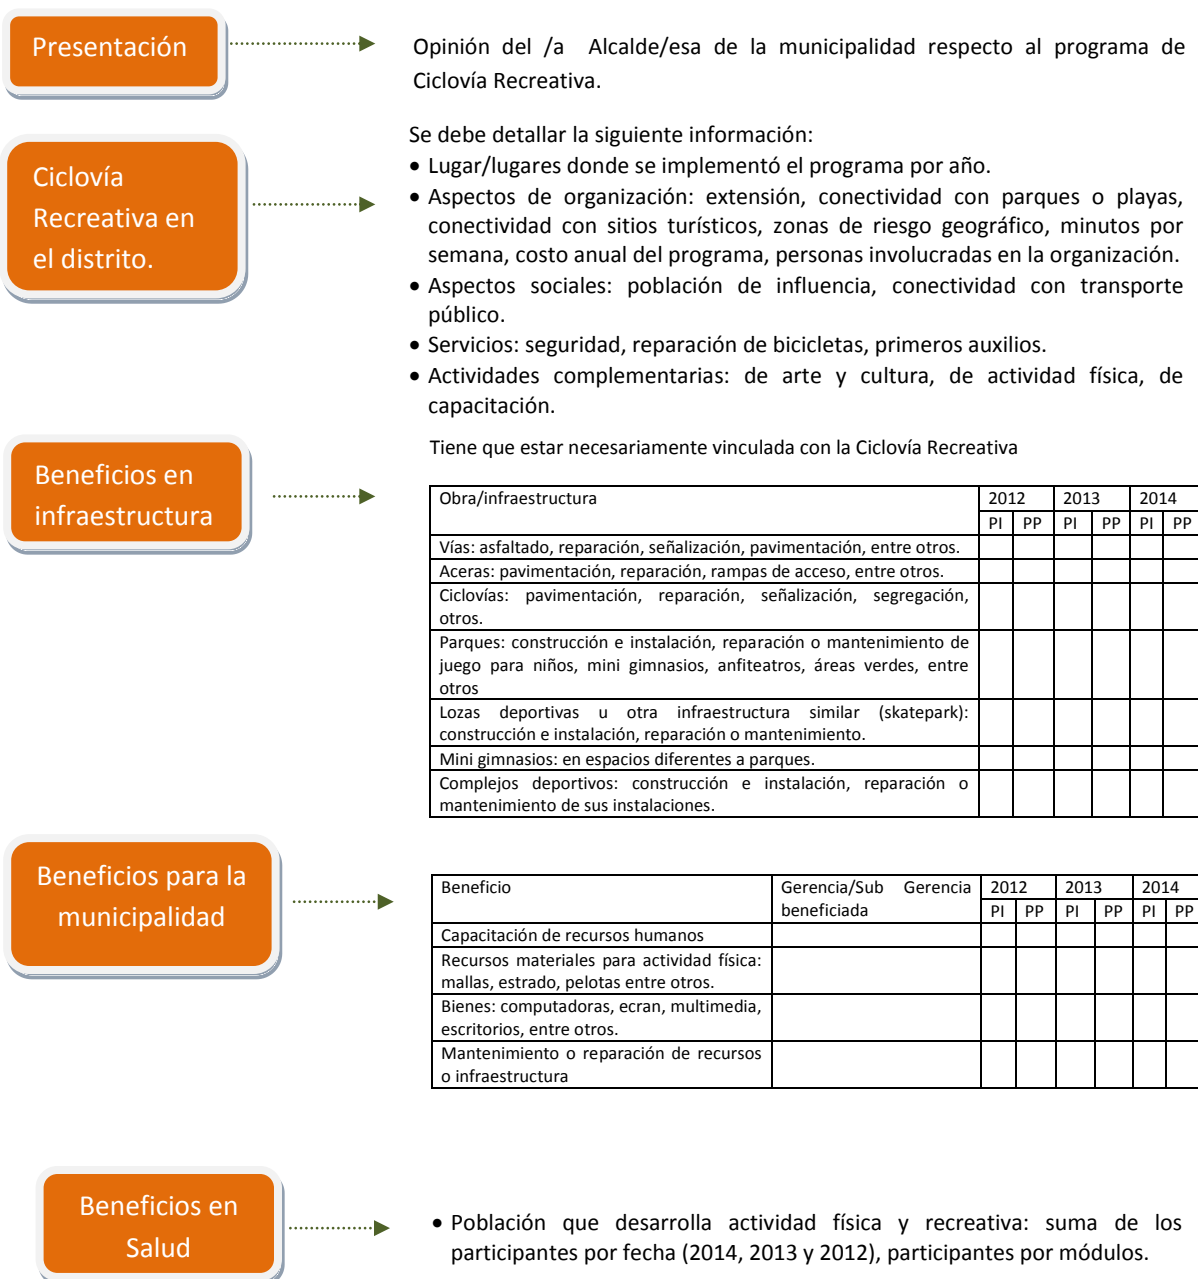 Presentación
Opinión del /a Alcalde/esa de la municipalidad respecto al programa de
Ciclovía Recreativa.
Ciclovía
Recreativa en
el distrito.
Se debe detallar la siguiente información:
• Lugar/lugares donde se implementó el programa por año.
• Aspectos de organización: extensión, conectividad con parques o playas,
conectividad con sitios turísticos, zonas de riesgo geográfico, minutos por
semana, costo anual del programa, personas involucradas en la organización.
• Aspectos sociales: población de influencia, conectividad con transporte
público.
• Servicios: seguridad, reparación de bicicletas, primeros auxilios.
• Actividades complementarias: de arte y cultura, de actividad física, de
capacitación.
Beneficios en
infraestructura
Tiene que estar necesariamente vinculada con la Ciclovía Recreativa
Obra/infraestructura 2012 2013 2014
PI PP PI PP PI PP
Vías: asfaltado, reparación, señalización, pavimentación, entre otros.
Aceras: pavimentación, reparación, rampas de acceso, entre otros.
Ciclovías: pavimentación, reparación, señalización, segregación,
otros.
Parques: construcción e instalación, reparación o mantenimiento de
juego para niños, mini gimnasios, anfiteatros, áreas verdes, entre
otros
Lozas deportivas u otra infraestructura similar (skatepark):
construcción e instalación, reparación o mantenimiento.
Mini gimnasios: en espacios diferentes a parques.
Complejos deportivos: construcción e instalación, reparación o
mantenimiento de sus instalaciones.
Beneficios para la
municipalidad
Beneficio Gerencia/Sub Gerencia 2012 2013 2014
beneficiada PI PP PI PP PI PP
Capacitación de recursos humanos
Recursos materiales para actividad física:
mallas, estrado, pelotas entre otros.
Bienes: computadoras, ecran, multimedia,
escritorios, entre otros.
Mantenimiento o reparación de recursos
o infraestructura
Beneficios en
Salud
• Población que desarrolla actividad física y recreativa: suma de los
participantes por fecha (2014, 2013 y 2012), participantes por módulos.